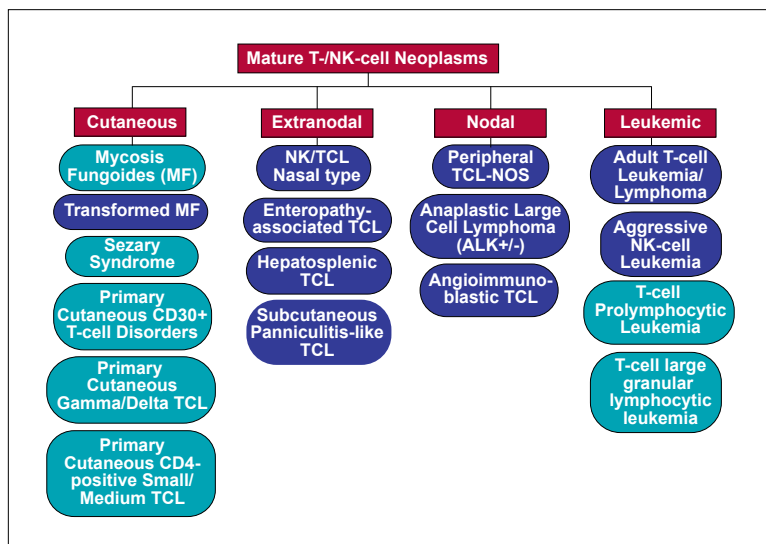 Mature T-/NK-cell Neoplasms
Cutaneous
Mycosis
Fungoides (MF)
Transformed MF
Sezary
Syndrome
Primary
Cutaneous CD30+
T-cell Disorders
Primary
Cutaneous
Gamma/Delta TCL
Primary
Cutaneous CD4-
positive Small/
Medium TCL
Extranodal
NK/TCL
Nasal type
Enteropathy-
associated TCL
Hepatosplenic
TCL
Subcutaneous
Panniculitis-like
TCL
Nodal
Peripheral
TCL-NOS
Anaplastic Large
Cell Lymphoma
(ALK+/-)
Angioimmuno-
blastic TCL
Leukemic
Adult T-cell
Leukemia/
Lymphoma
Aggressive
NK-cell
Leukemia
T-cell
Prolymphocytic
Leukemia
T-cell large
granular
lymphocytic
leukemia